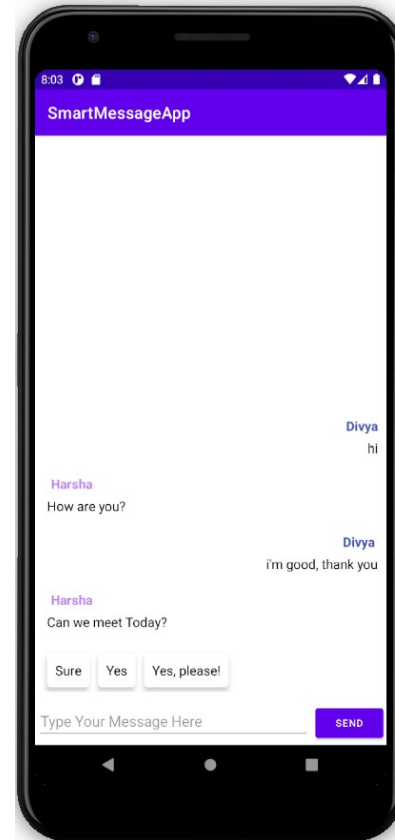 8:03
SmartMessageApp
Divya
hi
Harsha
How are you?
Divya
i'm good, thank you
Harsha
Can we meet Today?
Sure Yes Yes, please!
Type Your Message Here SEND